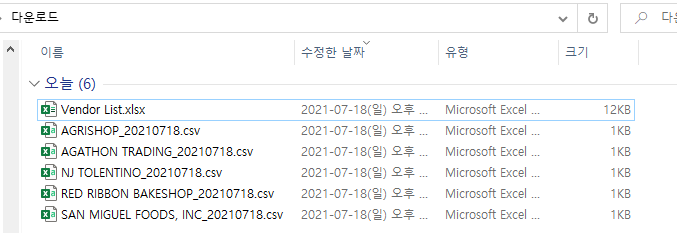 다운로드
이름 수정한 날짜 유형 크기
오늘 (6)
Vendor List.xlsx 2021-07-18(일) 오후 ... Microsoft Excel ... 12KB
AGRISHOP_20210718.csv 2021-07-18(일) 오후 ... Microsoft Excel ... 1KB
AGATHON TRADING_20210718.csv 2021-07-18(일) 오후 ... Microsoft Excel ... 1KB
NJ TOLENTINO_20210718.csv 2021-07-18(일) 오후 ... Microsoft Excel ... 1KB
RED RIBBON BAKESHOP_20210718.csv 2021-07-18(일) 오후 ... Microsoft Excel ... 1KB
SAN MIGUEL FOODS, INC_20210718.csv 2021-07-18(일) 오후 ... Microsoft Excel ... 1KB